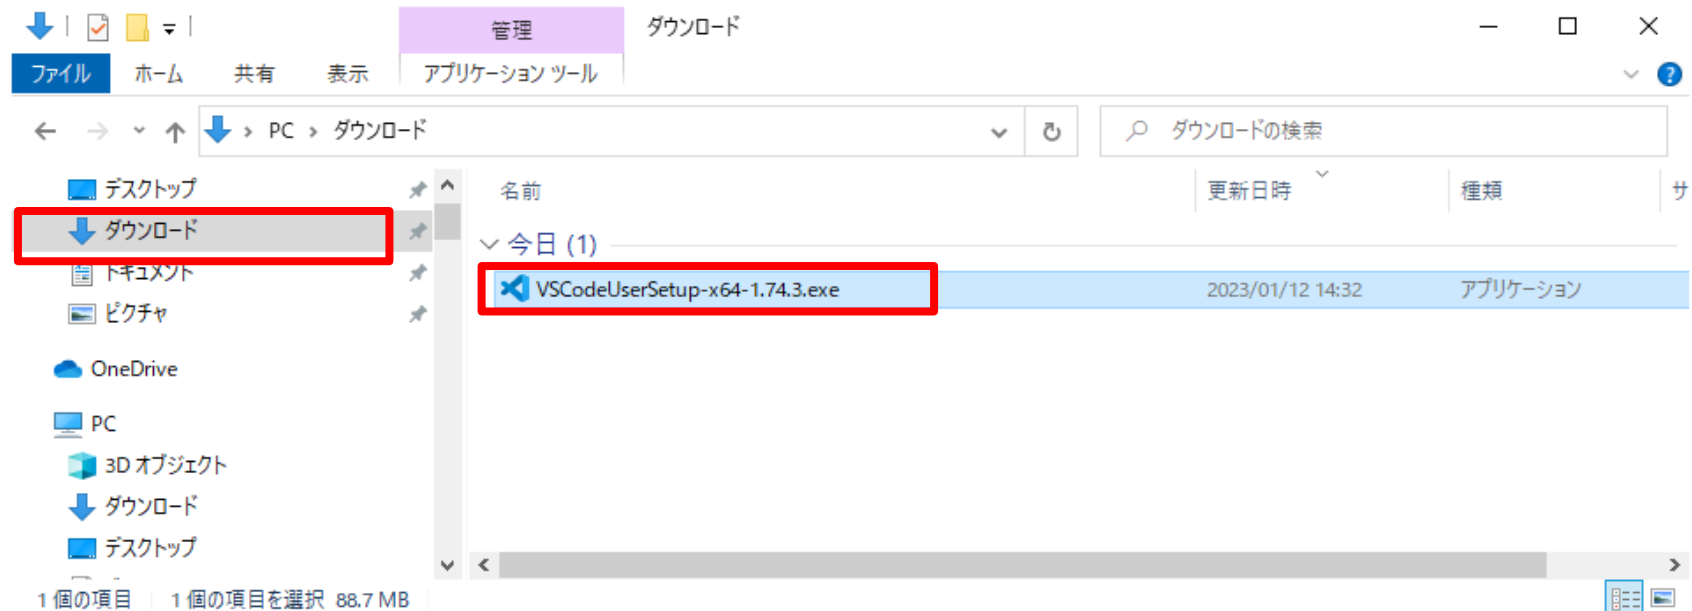 管理
ダウンロード
ファイル ホーム 共有 表示 アプリケーション ツール
PC › ダウンロード
ダウンロードの検索
デスクトップ
ダウンロード
ドキュメント
ピクチャ
OneDrive
PC
3D オブジェクト
ダウンロード
デスクトップ
名前 更新日時 種類 サ
今日 (1)
VSCodeUserSetup-x64-1.74.3.exe 2023/01/12 14:32 アプリケーション
1 個の項目 1 個の項目を選択 88.7 MB